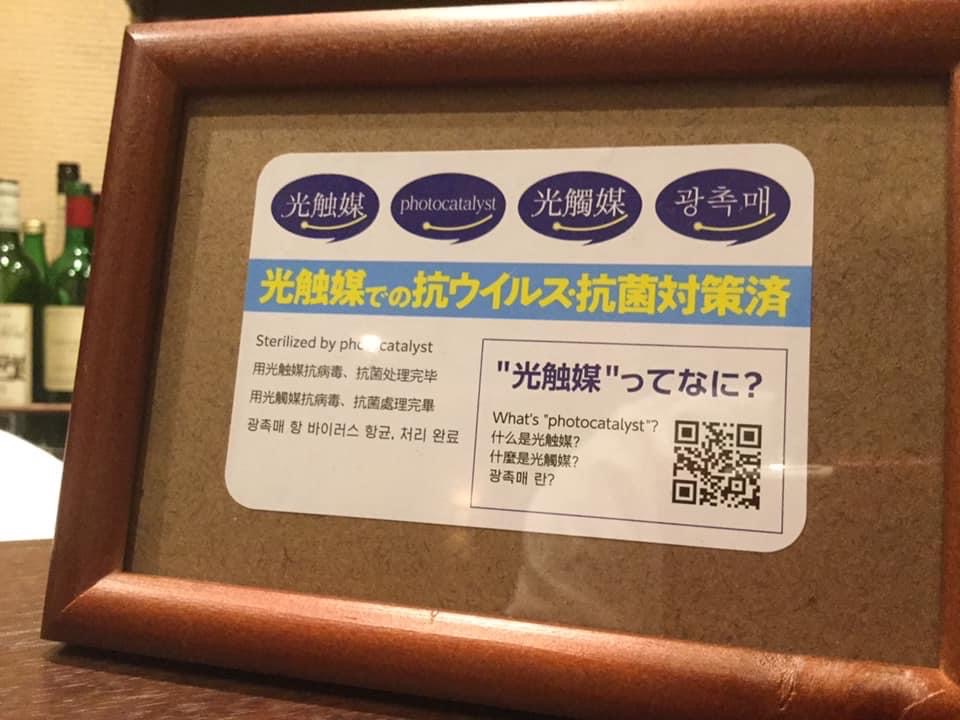 光触媒
photocatalyst
光觸媒
광촉매
光触媒での抗ウイルス・抗菌対策済
Sterilized by photocatalyst
用光触媒抗病毒、抗菌处理完毕
用光觸媒抗病毒、抗菌處理完畢
광촉매 항 바이러스 항균, 처리 완료
"光触媒"ってなに?
What's "photocatalyst"?
什么是光触媒?
什麼是光觸媒?
광촉매 란?